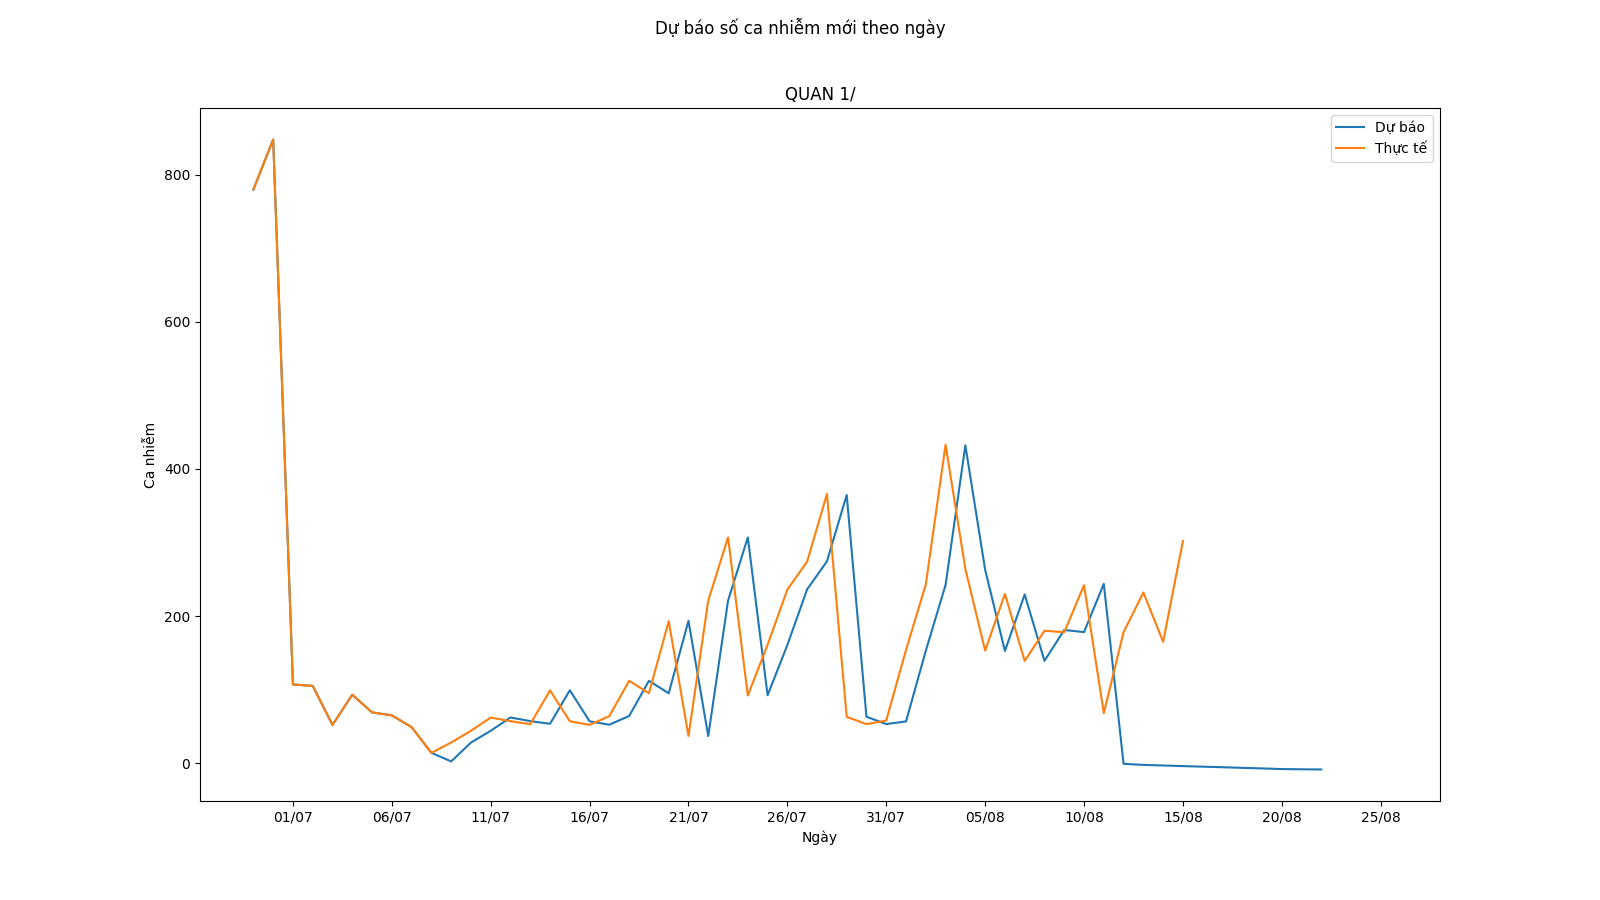 Dự báo số ca nhiễm mới theo ngày
QUAN 1/
Dự báo
Thực tế
Ca nhiễm
800
600
400
200
0
01/07 06/07 11/07 16/07 21/07 26/07 31/07 05/08 10/08 15/08 20/08 25/08
Ngày